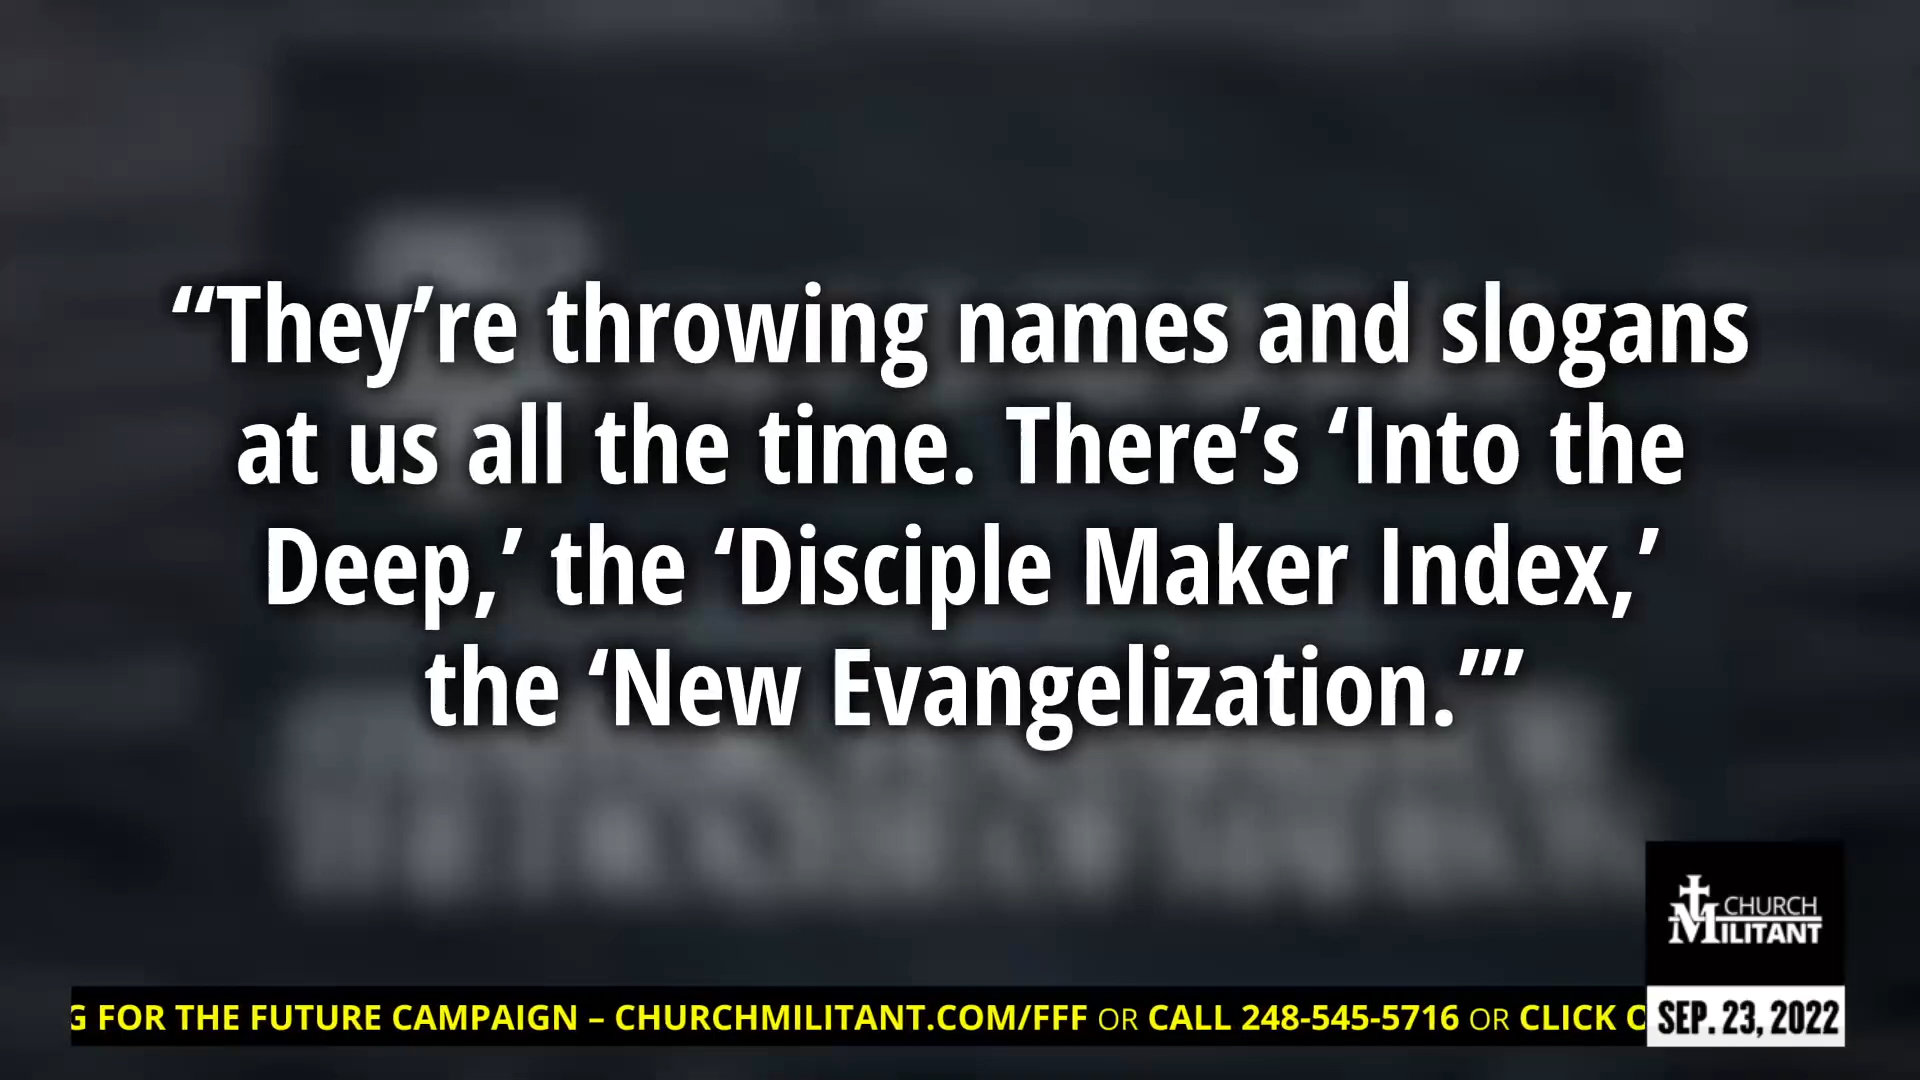 “They’re throwing names and slogans
at us all the time. There’s ‘Into the
Deep,’ the ‘Disciple Maker Index,’
the ‘New Evangelization.’”
CHURCH
MILITANT
G FOR THE FUTURE CAMPAIGN – CHURCHMILITANT.COM/FFF OR CALL 248-545-5716 OR CLICK
SEP. 23, 2022